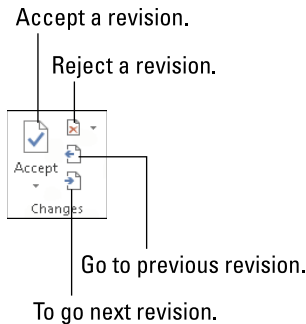 Accept a revision.
Reject a revision.
Accept
Changes
Go to previous revision.
To go next revision.